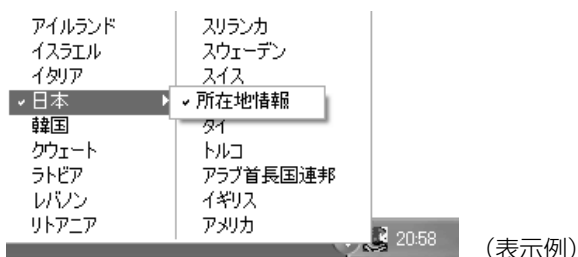 アイルランド
イスラエル
イタリア
日本
韓国
クウェート
ラトビア
レバノン
リトアニア
スリランカ
スウェーデン
スイス
所在地情報
タイ
トルコ
アラブ首長国連邦
イギリス
アメリカ
20:58
（表示例）